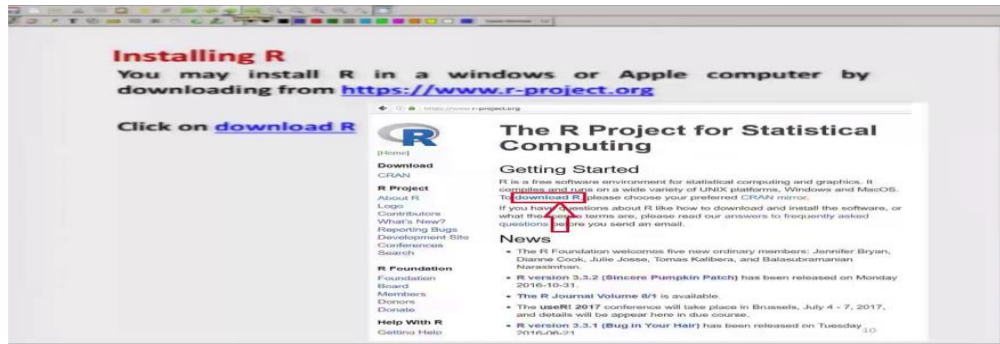 Installing R
You may install R in a windows or Apple computer by
downloading from https://www.r-project.org
Click on download R
https://www.r-project.org
R
[Home]
Download
CRAN
R Project
About R
Logo
Contributors
What's New?
Reporting Bugs
Development Site
Conferences
Search
R Foundation
Foundation
Board
Members
Donors
Donate
Help With R
Getting Help
The R Project for Statistical
Computing
Getting Started
R is a free software environment for statistical computing and graphics. It
compiles and runs on a wide variety of UNIX platforms, Windows and MacOS.
To download R, please choose your preferred CRAN mirror.
If you have questions about R like how to download and install the software, or
what the terms are, please read our answers to frequently asked
questions before you send an email.
News
• The R Foundation welcomes five new ordinary members: Jennifer Bryan,
Dianne Cook, Julie Josse, Tomas Kalibera, and Balasubramanian
Narasimhan.
• R version 3.3.2 (Sincere Pumpkin Patch) has been released on Monday
2016-10-31.
• The R Journal Volume 8/1 is available.
• The useR! 2017 conference will take place in Brussels, July 4 - 7, 2017,
and details will be appear here in due course.
• R version 3.3.1 (Bug in Your Hair) has been released on Tuesday
2016-06-21
10